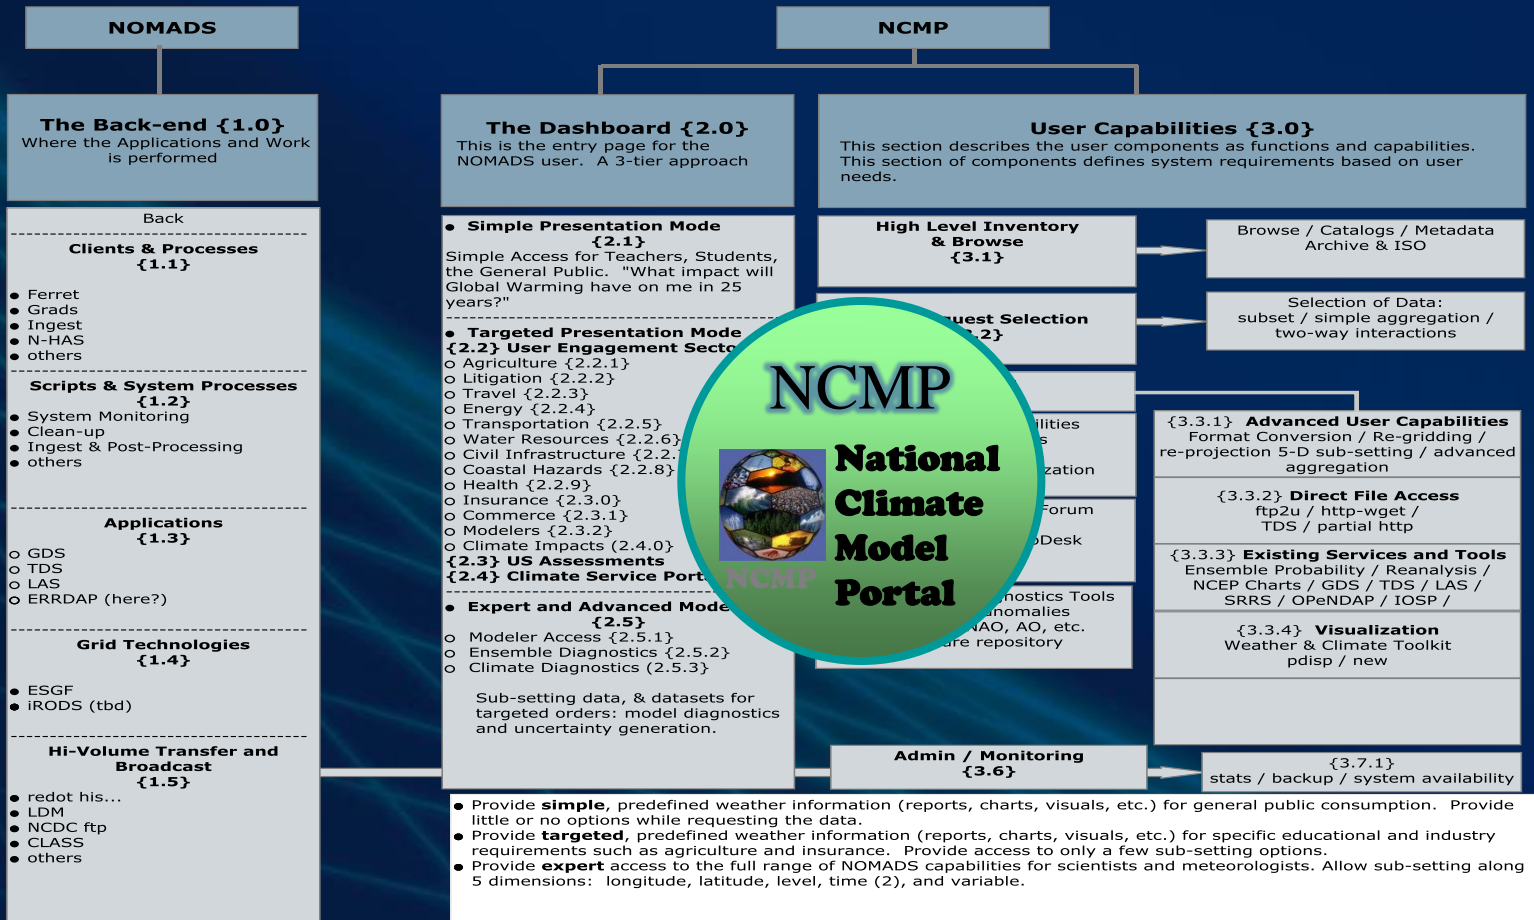 NOMADS
NCMP
The Back-end {1.0}
Where the Applications and Work
is performed
Back
Clients & Processes
{1.1}
● Ferret
● Grads
● Ingest
● N-HAS
● others
Scripts & System Processes
{1.2}
● System Monitoring
● Clean-up
● Ingest & Post-Processing
● others
Applications
{1.3}
o GDS
o TDS
o LAS
o ERRDAP (here?)
Grid Technologies
{1.4}
● ESGF
● iRODS (tbd)
Hi-Volume Transfer and
Broadcast
{1.5}
● redot his...
● LDM
● NCDC ftp
● CLASS
● others
The Dashboard {2.0}
This is the entry page for the
NOMADS user.  A 3-tier approach
● Simple Presentation Mode
{2.1}
Simple Access for Teachers, Students,
the General Public.  "What impact will
Global Warming have on me in 25
years?"
● Targeted Presentation Mode
{2.2} User Engagement
o Agriculture {2.2.1}
o Litigation {2.2.2}
o Travel {2.2.3}
o Energy {2.2.4}
o Transportation {2.2.5}
o Water Resources {2.2.6}
o Civil Infrastructure
o Coastal Hazards {2.2.8}
o Health {2.2.9}
o Insurance {2.3.0}
o Commerce {2.3.1}
o Modelers {2.3.2}
o Climate Impacts (2.4.0}
{2.3} US Assessments
{2.4} Climate Service
● Expert and Advanced Mode
{2.5}
o Modeler Access {2.5.1}
o Ensemble Diagnostics {2.5.2}
o Climate Diagnostics (2.5.3}
Sub-setting data, & datasets for
targeted orders: model diagnostics
and uncertainty generation.
User Capabilities {3.0}
This section describes the user components as functions and capabilities.
This section of components defines system requirements based on user
needs.
High Level Inventory
& Browse
{3.1}
Browse / Catalogs / Metadata
Archive & ISO
Selection
Selection of Data:
subset / simple aggregation /
two-way interactions
NCMP
National
Climate
Model
Portal
NCMP
Forum
Tools
anomalies
NAO, AO, etc.
repository
{3.3.1}  Advanced User Capabilities
Format Conversion / Re-gridding /
re-projection 5-D sub-setting / advanced
aggregation
{3.3.2} Direct File Access
ftp2u / http-wget /
TDS / partial http
{3.3.3} Existing Services and Tools
Ensemble Probability / Reanalysis /
NCEP Charts / GDS / TDS / LAS /
SRRS / OPeNDAP / IOSP /
{3.3.4}  Visualization
Weather & Climate Toolkit
pdisp / new
Admin / Monitoring
{3.6}
{3.7.1}
stats / backup / system availability
● Provide simple, predefined weather information (reports, charts, visuals, etc.) for general public consumption.  Provide
little or no options while requesting the data.
● Provide targeted, predefined weather information (reports, charts, visuals, etc.) for specific educational and industry
requirements such as agriculture and insurance.  Provide access to only a few sub-setting options.
● Provide expert access to the full range of NOMADS capabilities for scientists and meteorologists. Allow sub-setting along
5 dimensions:  longitude, latitude, level, time (2), and variable.